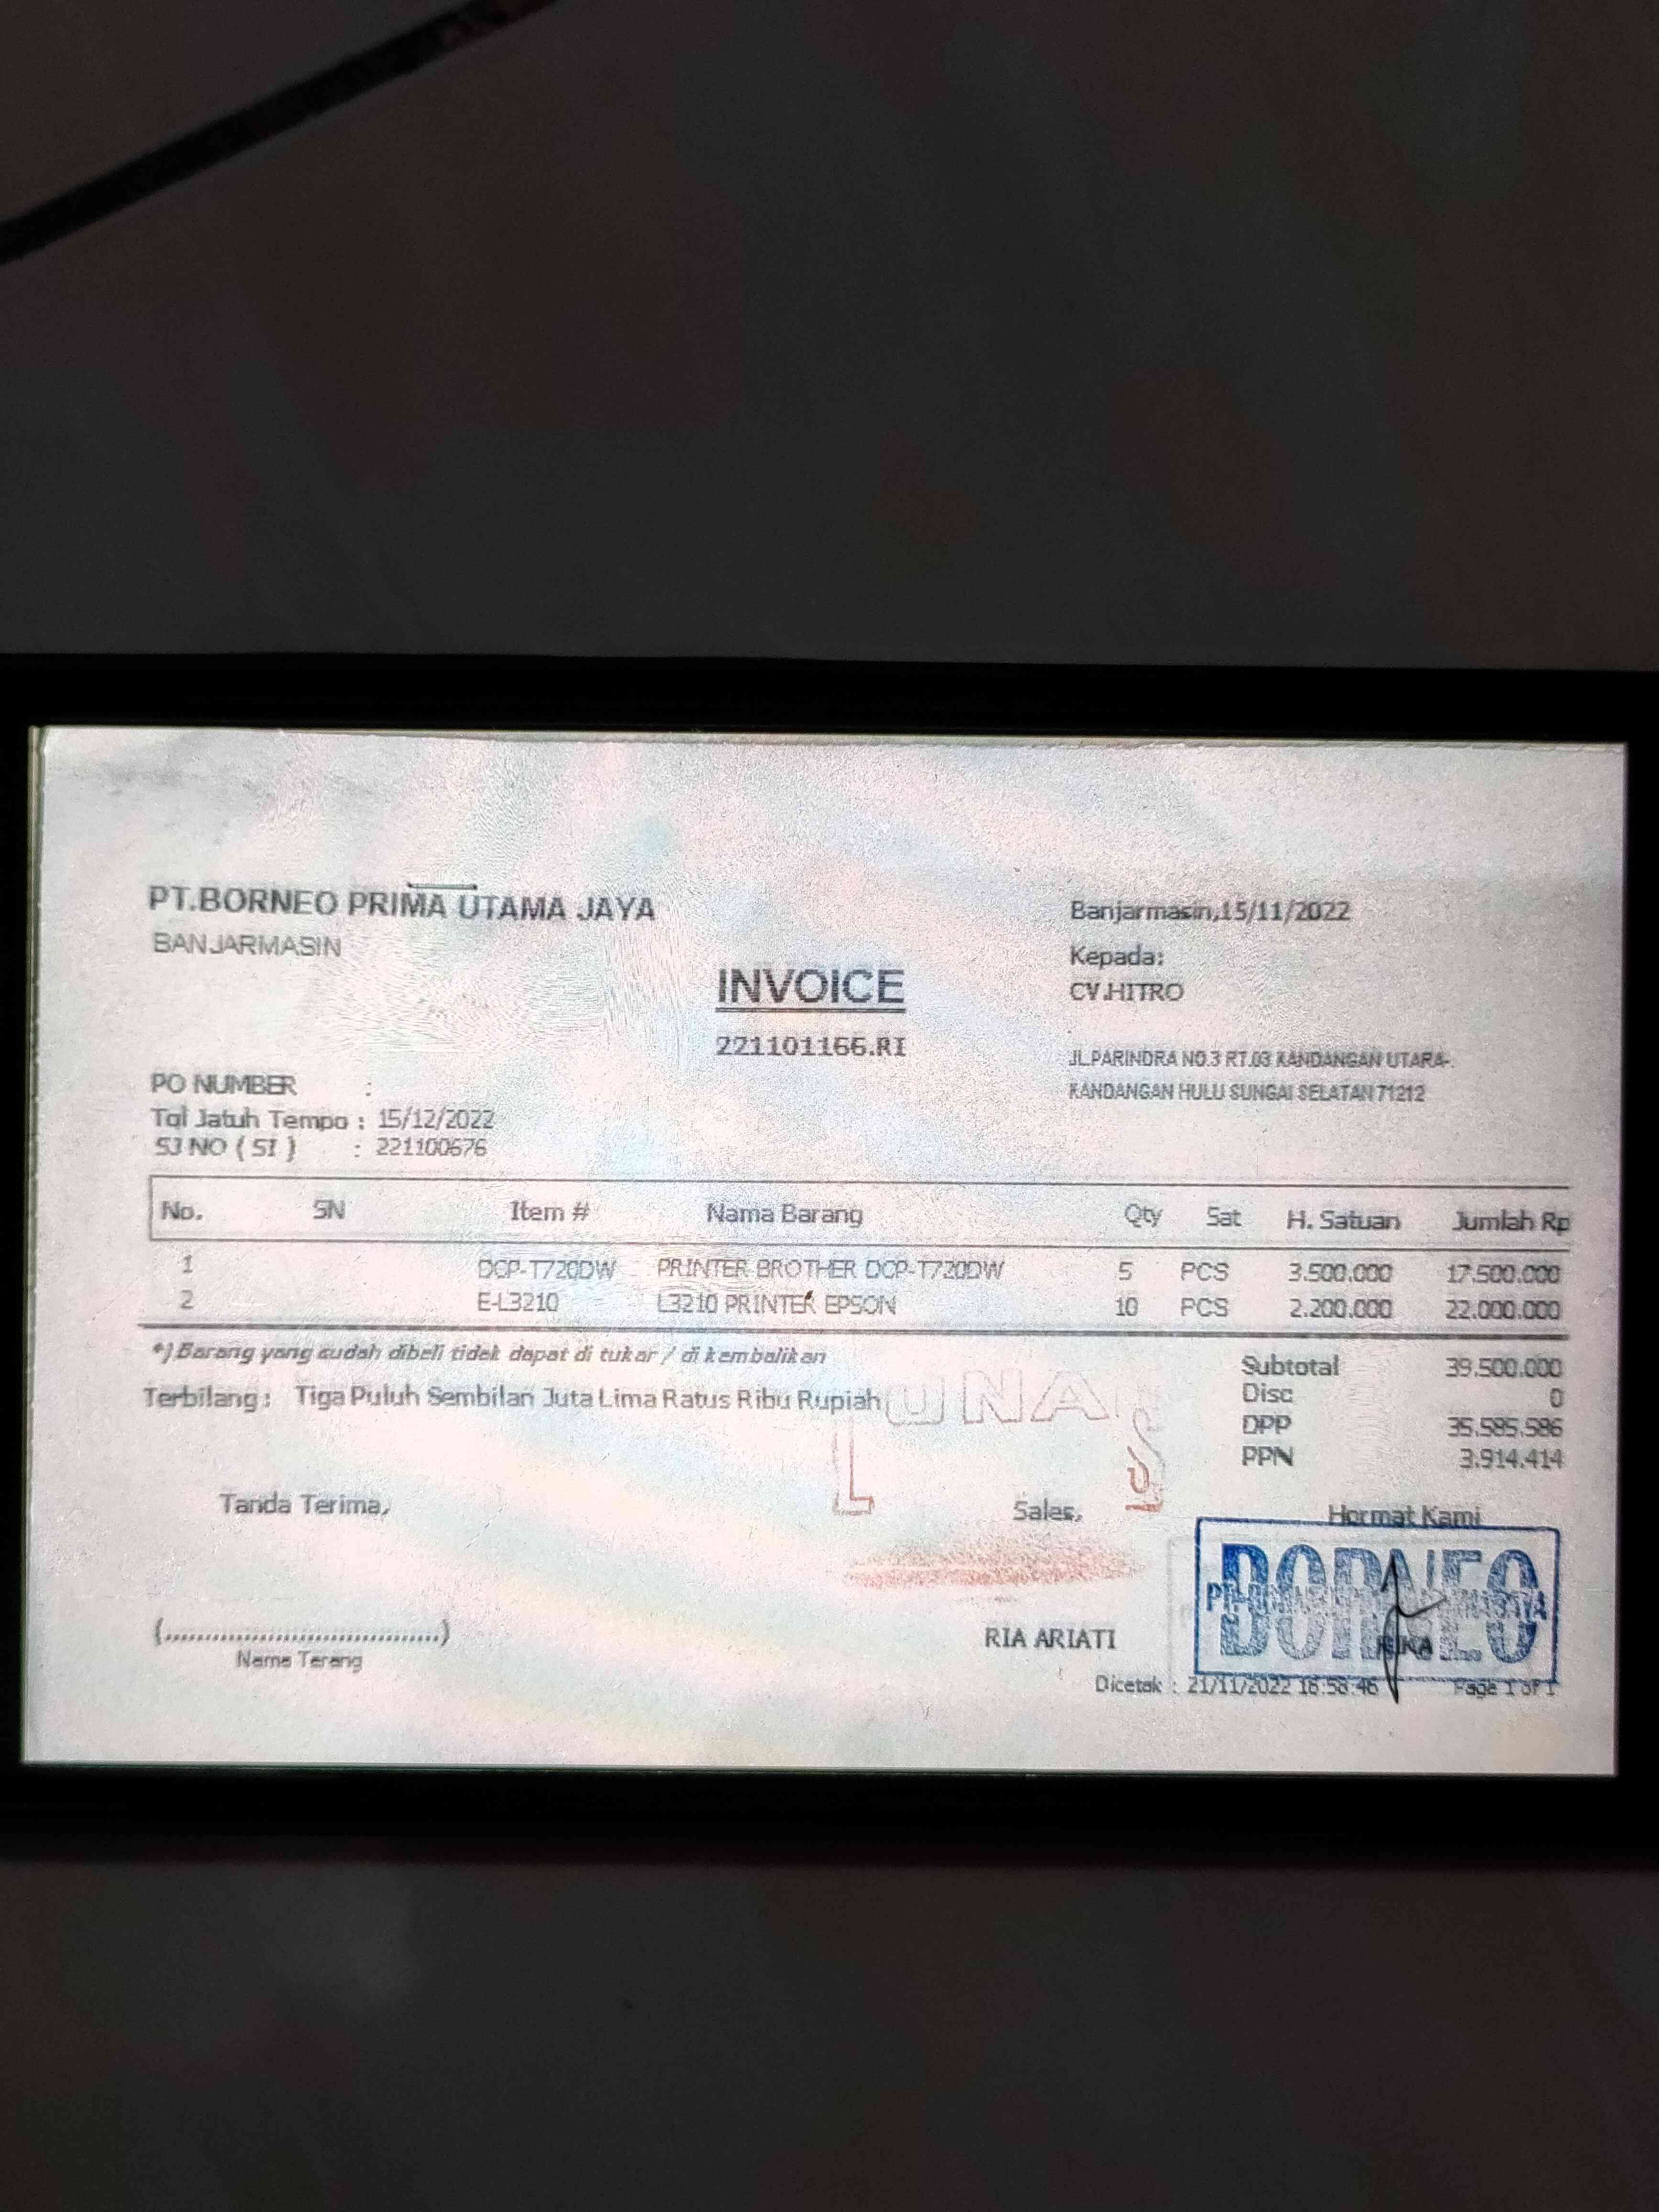 PT.BORNEO PRIMA UTAMA JAYA
BANJARMASIN
Banjarmasin,15/11/2022
Kepada:
CV.HITRO
INVOICE
221101166.RI
JL.PARINDRA NO.3 RT.03 KANDANGAN UTARA-
KANDANGAN HULU SUNGAI SELATAN 71212
PO NUMBER :
Tgl Jatuh Tempo : 15/12/2022
SJ NO ( SI ) : 221100676
No. SN Item # Nama Barang Qty Sat H. Satuan Jumlah Rp
1 DCP-T720DW PRINTER BROTHER DCP-T720DW 5 PCS 3.500.000 17.500.000
2 E-L3210 L3210 PRINTER EPSON 10 PCS 2.200.000 22.000.000
*) Barang yang sudah dibeli tidak dapat di tukar / di kembalikan
Terbilang : Tiga Puluh Sembilan Juta Lima Ratus Ribu Rupiah
LUNAS
Subtotal 39.500.000
Disc 0
DPP 35.585.586
PPN 3.914.414
Tanda Terima, Sales, Hormat Kami
BORNEO
(....................................) RIA ARIATI
Nama Terang
Dicetak : 21/11/2022 16:58:46 Page 1 of 1